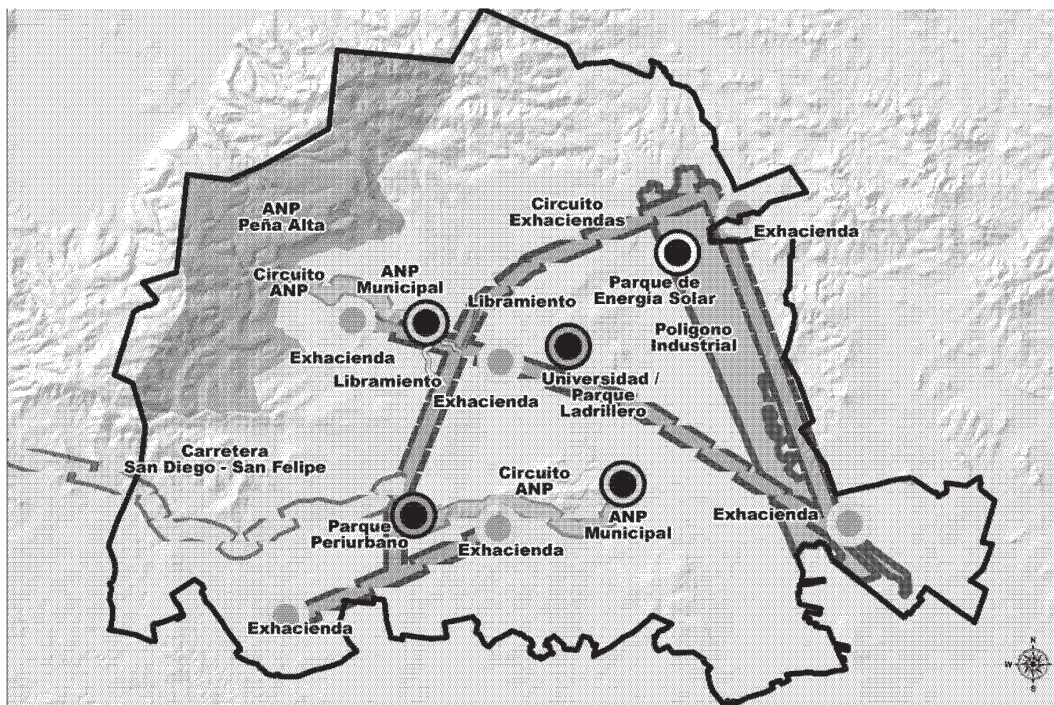 ANP
Peña Alta
Circuito
Exhaciendas
Exhacienda
Circuito
ANP
ANP
Municipal
Libramiento
Parque de
Energía Solar
Poligono
Industrial
Exhacienda
Libramiento
Exhacienda
Universidad /
Parque
Ladrillero
Carretera
San Diego - San Felipe
Circuito
ANP
Parque
Periurbano
Exhacienda
ANP
Municipal
Exhacienda
Exhacienda
N
W
S